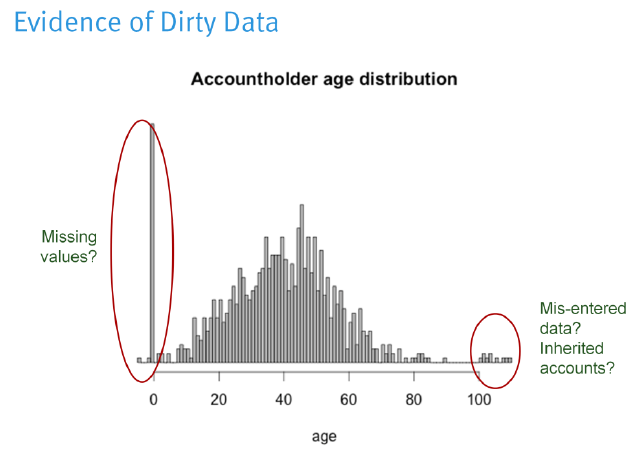 Evidence of Dirty Data
Accountholder age distribution
Missing
values?
Mis-entered
data?
Inherited
accounts?
0 20 40 60 80 100
age